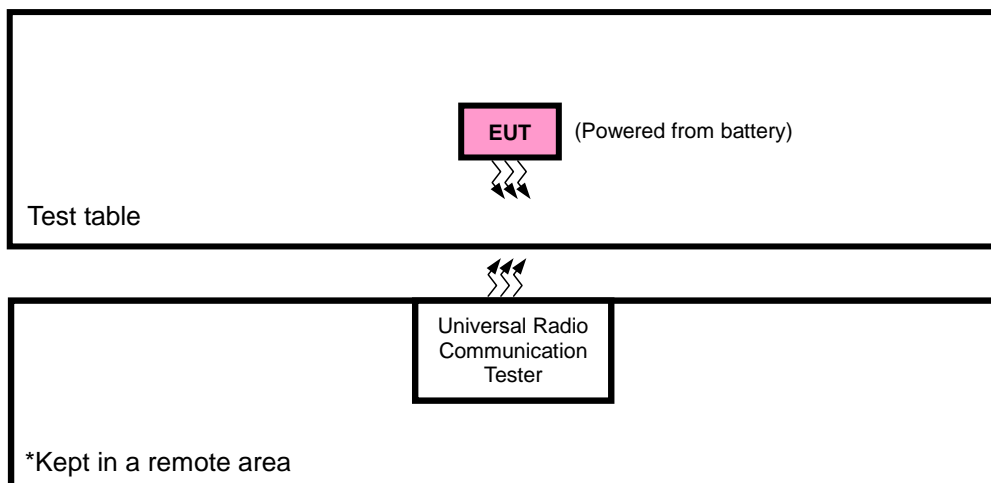 EUT
(Powered from battery)
Test table
Universal Radio
Communication
Tester
*Kept in a remote area